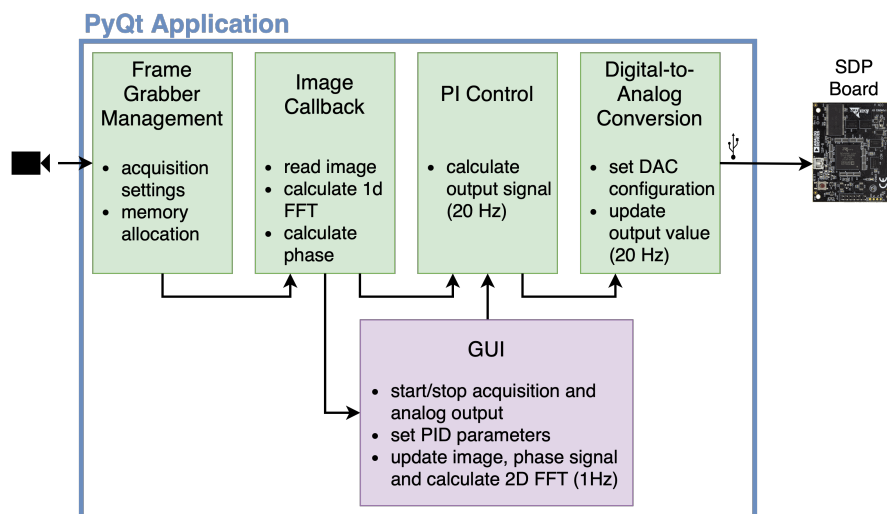 PyQt Application
Frame
Grabber
Management
• acquisition
settings
• memory
allocation
Image
Callback
• read image
• calculate 1d
FFT
• calculate
phase
PI Control
• calculate
output signal
(20 Hz)
Digital-to-
Analog
Conversion
• set DAC
configuration
• update
output value
(20 Hz)
SDP
Board
GUI
• start/stop acquisition and
analog output
• set PID parameters
• update image, phase signal
and calculate 2D FFT (1Hz)